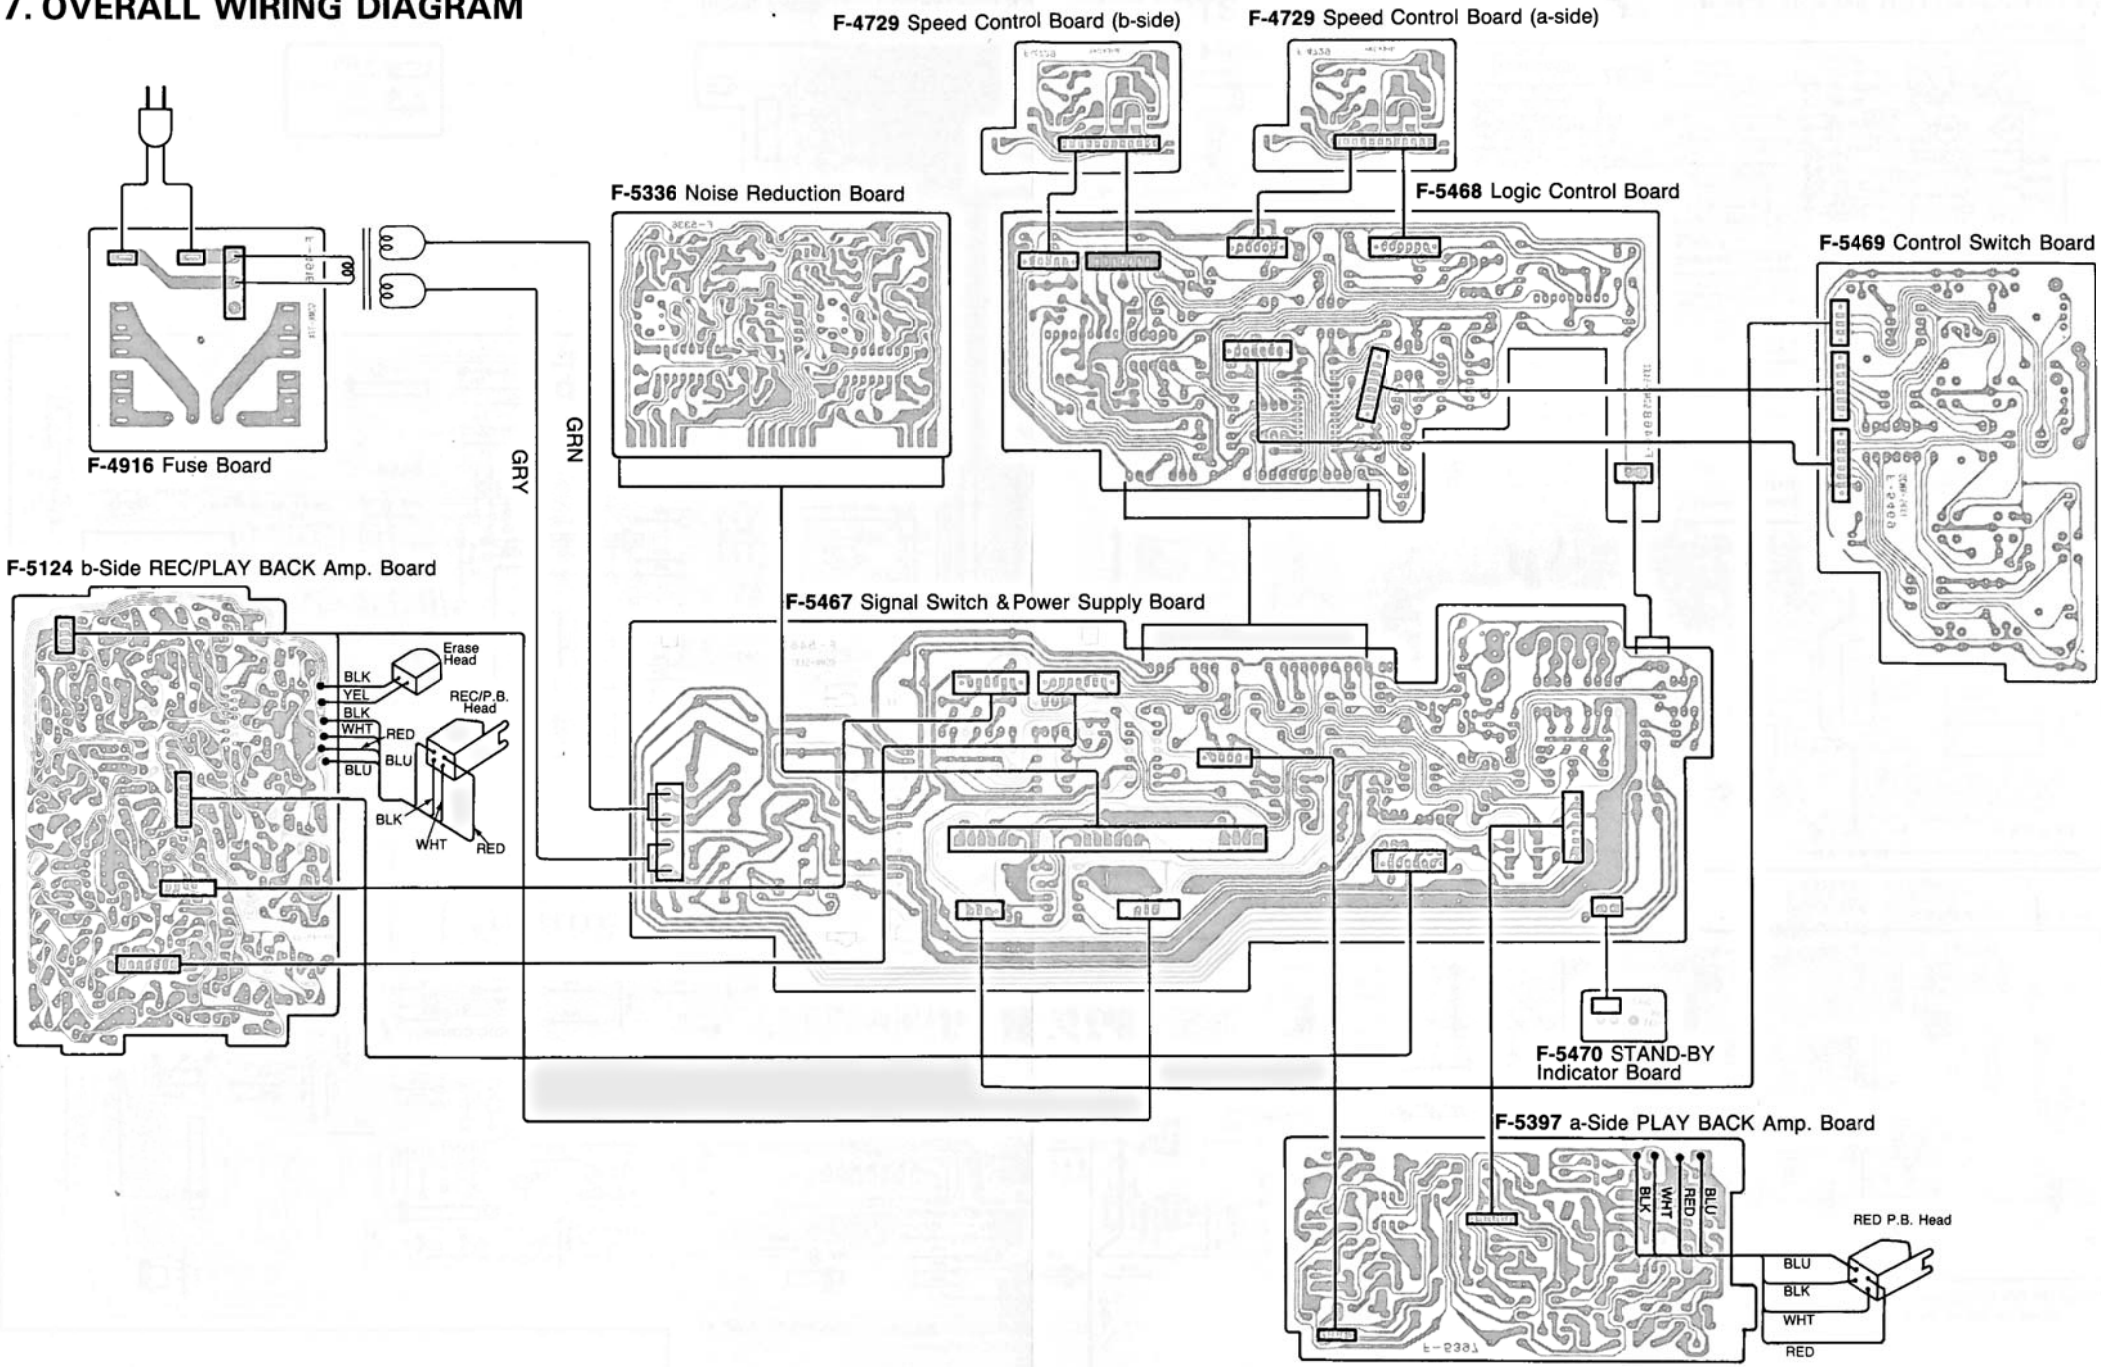 7. OVERALL WIRING DIAGRAM
F-4729 Speed Control Board (b-side)
F-4729 Speed Control Board (a-side)
F-5336 Noise Reduction Board
F-5468 Logic Control Board
F-5469 Control Switch Board
F-4916 Fuse Board
GRY
GRN
F-5124 b-Side REC/PLAY BACK Amp. Board
F-5467 Signal Switch & Power Supply Board
Erase
Head
BLK
YEL
REC/P.B.
Head
BLK
WHT
RED
BLU
BLU
BLK
WHT
RED
F-5470 STAND-BY
Indicator Board
F-5397 a-Side PLAY BACK Amp. Board
BLK
WHT
RED
BLU
RED P.B. Head
BLU
BLK
WHT
RED
F-5336
F-5469
F-5397